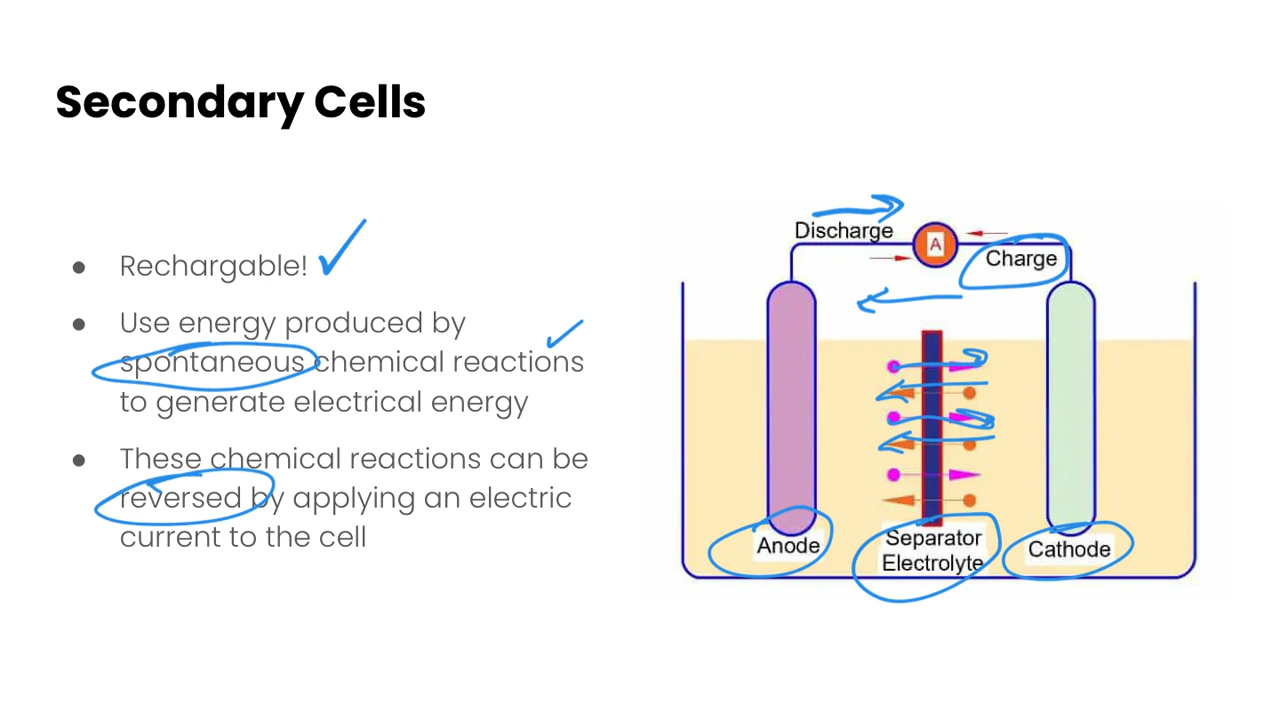 Secondary Cells
● Rechargable!
● Use energy produced by
spontaneous chemical reactions
to generate electrical energy
● These chemical reactions can be
reversed by applying an electric
current to the cell
Discharge
A
Charge
Anode
Separator
Electrolyte
Cathode